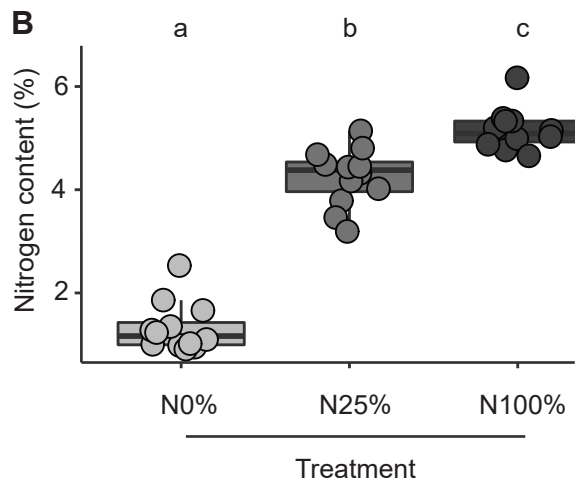 B
a b c
Nitrogen content (%)
6
4
2
N0% N25% N100%
Treatment